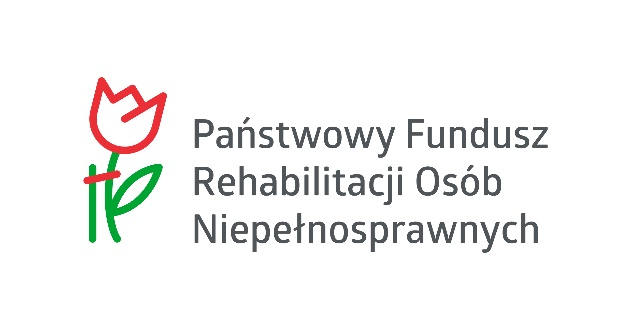 Państwowy Fundusz
Rehabilitacji Osób
Niepełnosprawnych